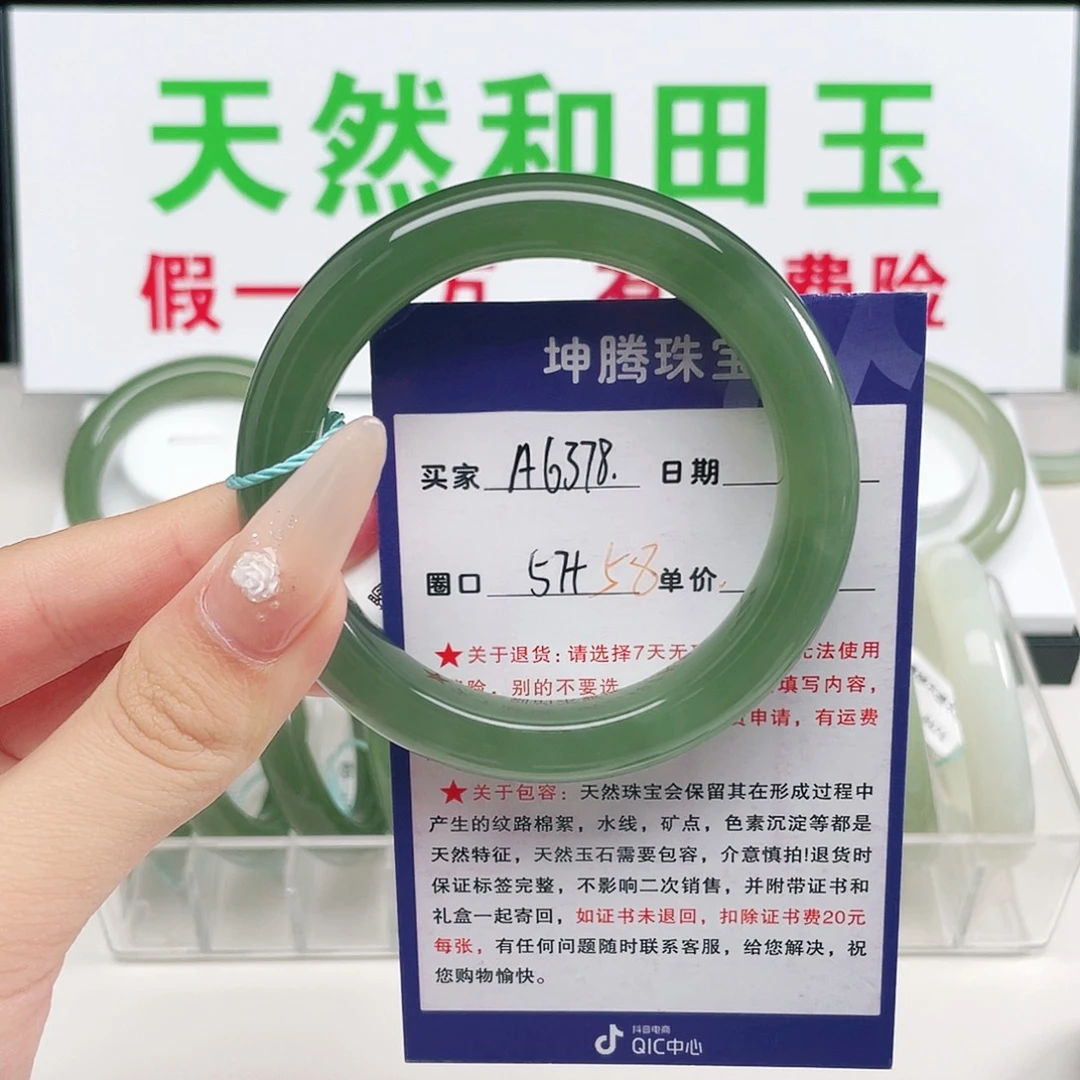 天然和田玉
假一 费险
坤腾珠宝
买家 A6378. 日期
圈口 57H 58 单价
★关于退货:请选择7天无 法使用
别的不要选 填写内容,
申请,有运费
★关于包容:天然珠宝会保留其在形成过程中
产生的纹路棉絮,水线,矿点,色素沉淀等都是
天然特征,天然玉石需要包容,介意慎拍!退货时
保证标签完整,不影响二次销售,并附带证书和
礼盒一起寄回,如证书未退回,扣除证书费20元
每张,有任何问题随时联系客服,给您解决,祝
您购物愉快。
抖音电商
QIC中心